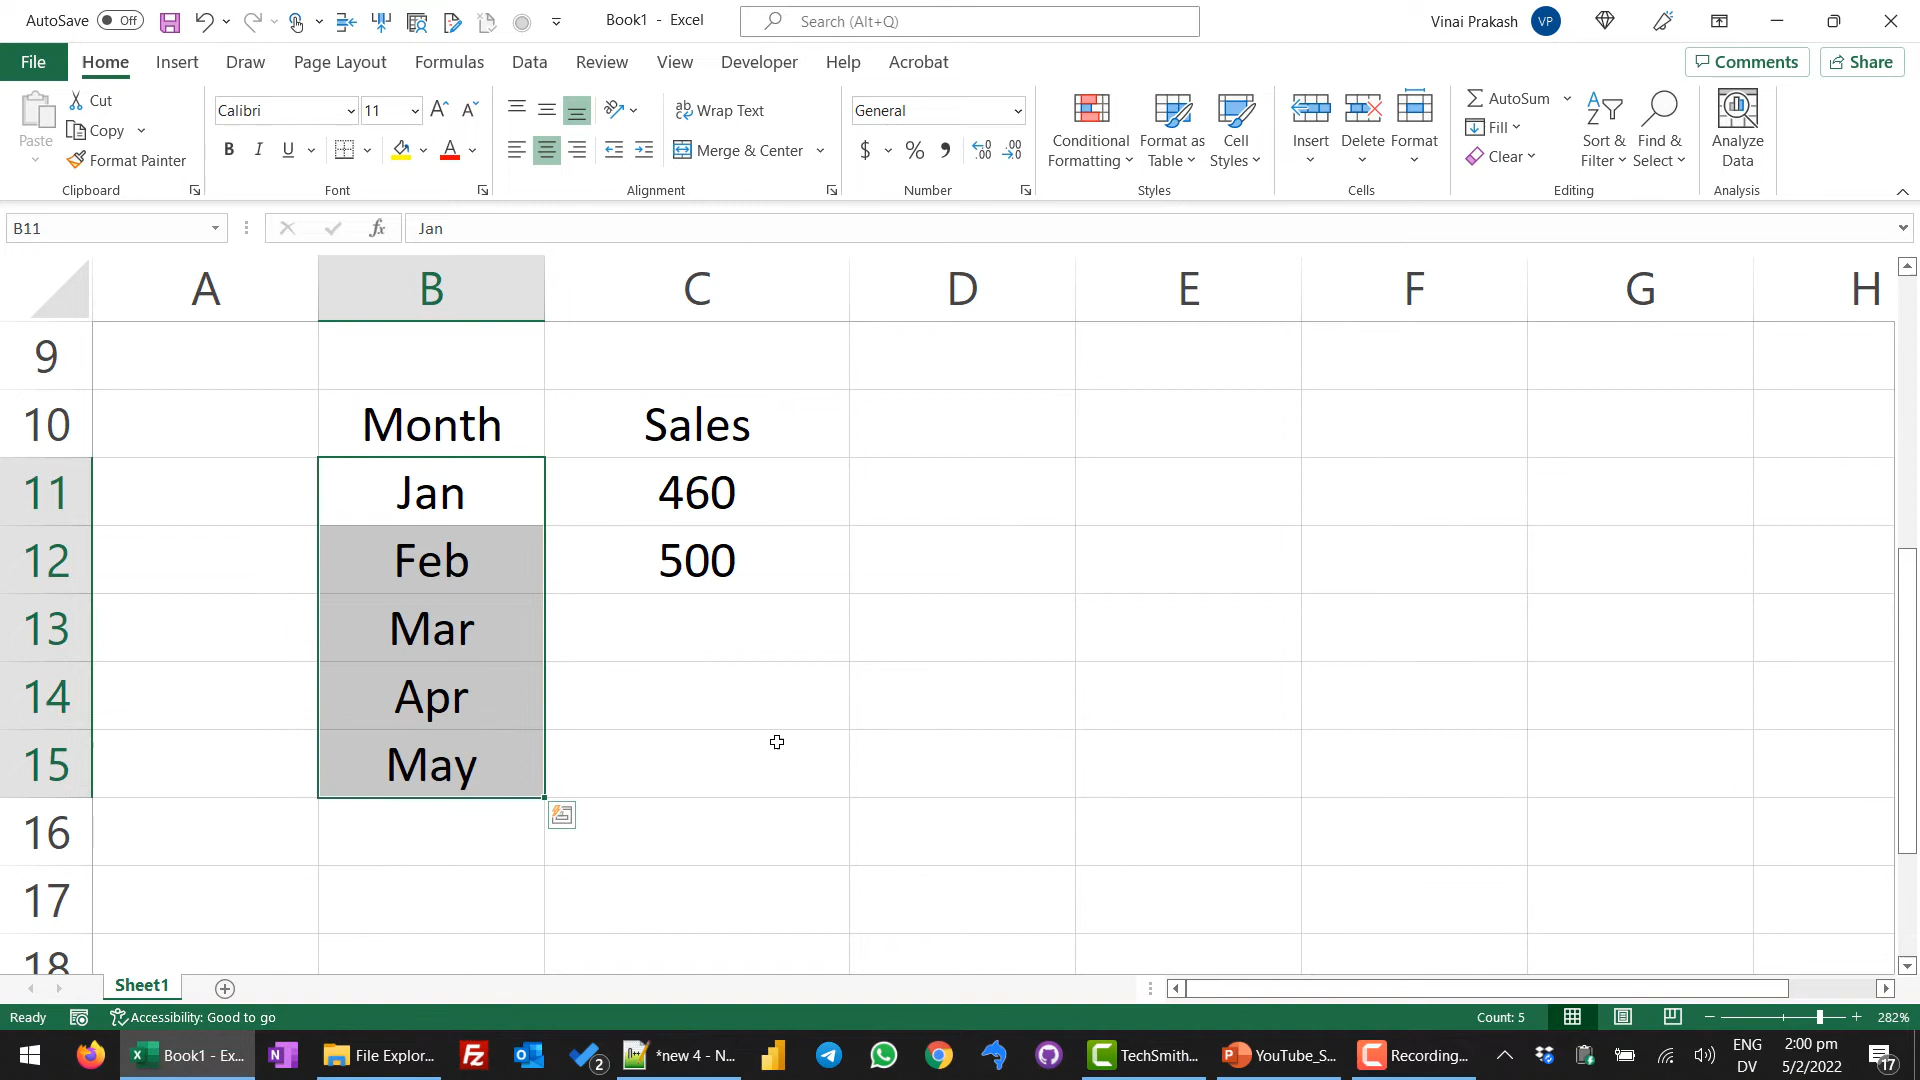 AutoSave Off Book1 - Excel Search (Alt+Q) Vinai Prakash VP
File Home Insert Draw Page Layout Formulas Data Review View Developer Help Acrobat Comments Share
Paste Cut Copy Format Painter Clipboard
Calibri 11 B I U A Font
Wrap Text Merge & Center Alignment
General $ % Number
Conditional Formatting Format as Table Cell Styles Styles
Insert Delete Format Cells
AutoSum Fill Clear Sort & Filter Find & Select Editing
Analyze Data Analysis
B11 fx Jan
A B C D E F G H
9
10 Month Sales
11 Jan 460
12 Feb 500
13 Mar
14 Apr
15 May
16
17
18
Sheet1
Ready Accessibility: Good to go Count: 5 282%
Book1 - Ex... File Explor... 2 *new 4 - N... TechSmith... YouTube_S... Recording... ENG 2:00 pm
DV 5/2/2022 17